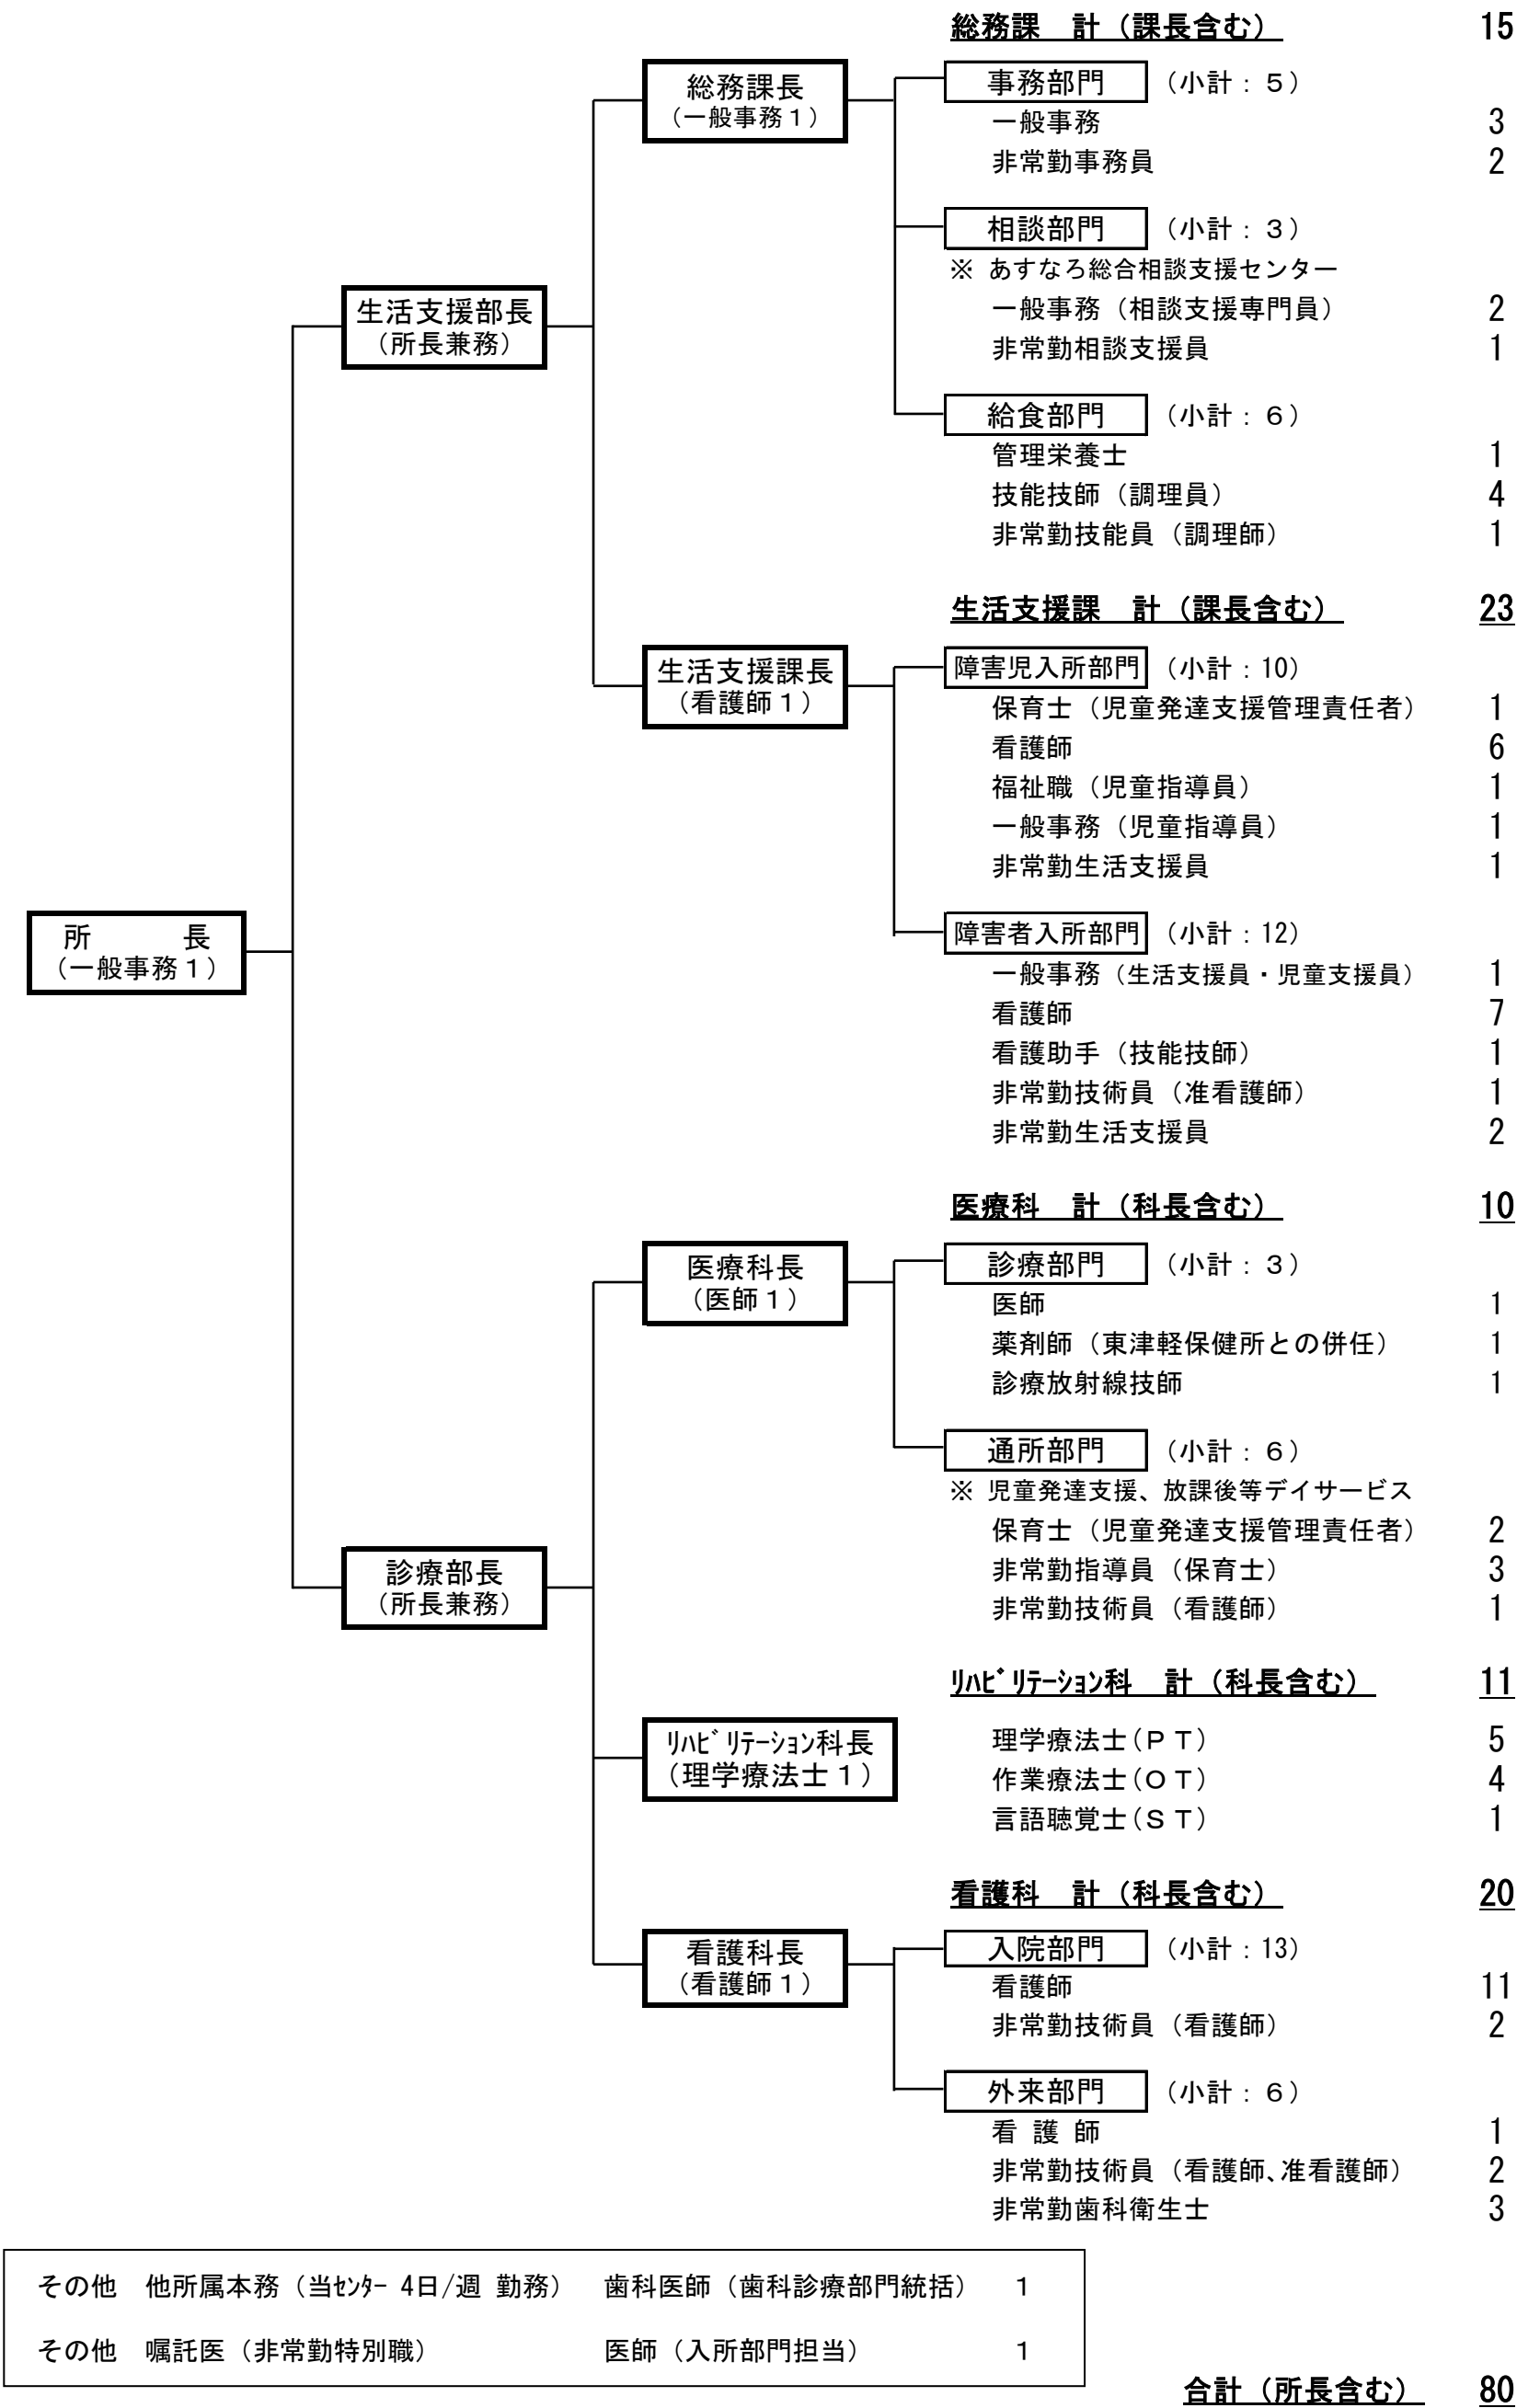 総務課　計（課長含む） 15
総務課長
（一般事務１）
事務部門 （小計：５）
一般事務 3
非常勤事務員 2
相談部門 （小計：３）
※ あすなろ総合相談支援センター
一般事務（相談支援専門員） 2
非常勤相談支援員 1
給食部門 （小計：６）
管理栄養士 1
技能技師（調理員） 4
非常勤技能員（調理師） 1
生活支援部長
（所長兼務）
生活支援課　計（課長含む） 23
生活支援課長
（看護師１）
障害児入所部門 （小計：10）
保育士（児童発達支援管理責任者） 1
看護師 6
福祉職（児童指導員） 1
一般事務（児童指導員） 1
非常勤生活支援員 1
障害者入所部門 （小計：12）
一般事務（生活支援員・児童支援員） 1
看護師 7
看護助手（技能技師） 1
非常勤技術員（准看護師） 1
非常勤生活支援員 2
所　　　長
（一般事務１）
医療科　計（科長含む） 10
医療科長
（医師１）
診療部門 （小計：３）
医師 1
薬剤師（東津軽保健所との併任） 1
診療放射線技師 1
通所部門 （小計：６）
※ 児童発達支援、放課後等デイサービス
保育士（児童発達支援管理責任者） 2
非常勤指導員（保育士） 3
非常勤技術員（看護師） 1
診療部長
（所長兼務）
ﾘﾊﾋﾞﾘﾃｰｼｮﾝ科　計（科長含む） 11
ﾘﾊﾋﾞﾘﾃｰｼｮﾝ科長
（理学療法士１）
理学療法士(ＰＴ) 5
作業療法士(ＯＴ) 4
言語聴覚士(ＳＴ) 1
看護科　計（科長含む） 20
看護科長
（看護師１）
入院部門 （小計：13）
看護師 11
非常勤技術員（看護師） 2
外来部門 （小計：６）
看 護 師 1
非常勤技術員（看護師､准看護師） 2
非常勤歯科衛生士 3
その他　他所属本務（当ｾﾝﾀｰ 4日/週 勤務）　歯科医師（歯科診療部門統括）　1
その他　嘱託医（非常勤特別職）　医師（入所部門担当）　1
合計（所長含む） 80